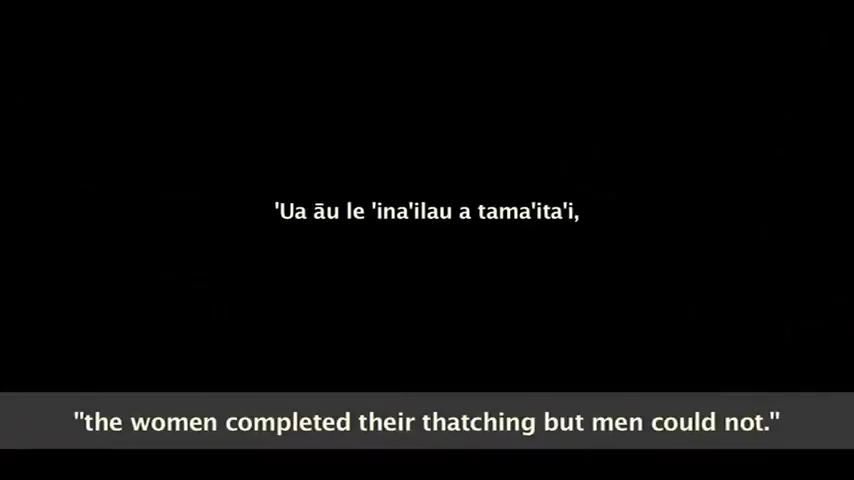 'Ua āu le 'ina'ilau a tama'ita'i,
"the women completed their thatching but men could not."